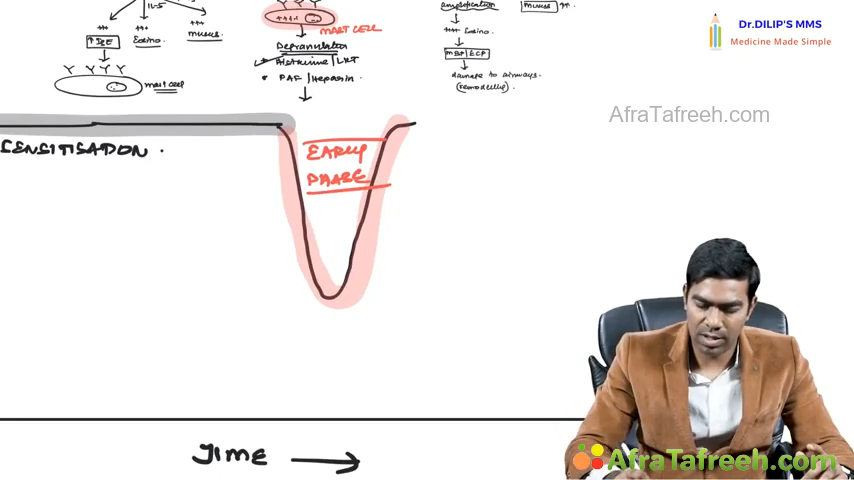 IL-5
+++
+++
+++
↑ IgE
Eosino.
mucus
mast cell
MAST CELL
Degranulation
Histamine | LKT
PAF | Heparin
amplification
mucus ↑↑.
++++ Eosino.
MBP | ECP
damage to airways.
(remodelling).
Dr.DILIP'S MMS
Medicine Made Simple
AfraTafreeh.com
SENSITISATION .
EARLY
PHASE
TIME
AfraTafreeh.com